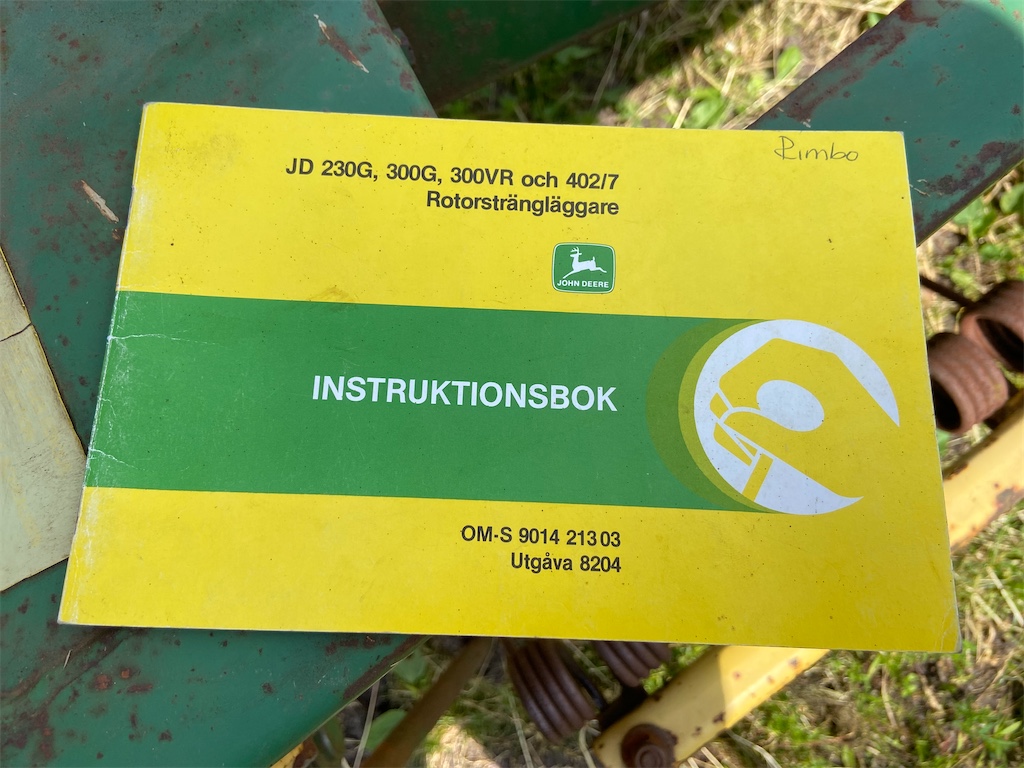 Rimbo
JD 230G, 300G, 300VR och 402/7
Rotorsträngläggare
JOHN DEERE
INSTRUKTIONSBOK
OM-S 9014 213 03
Utgåva 8204